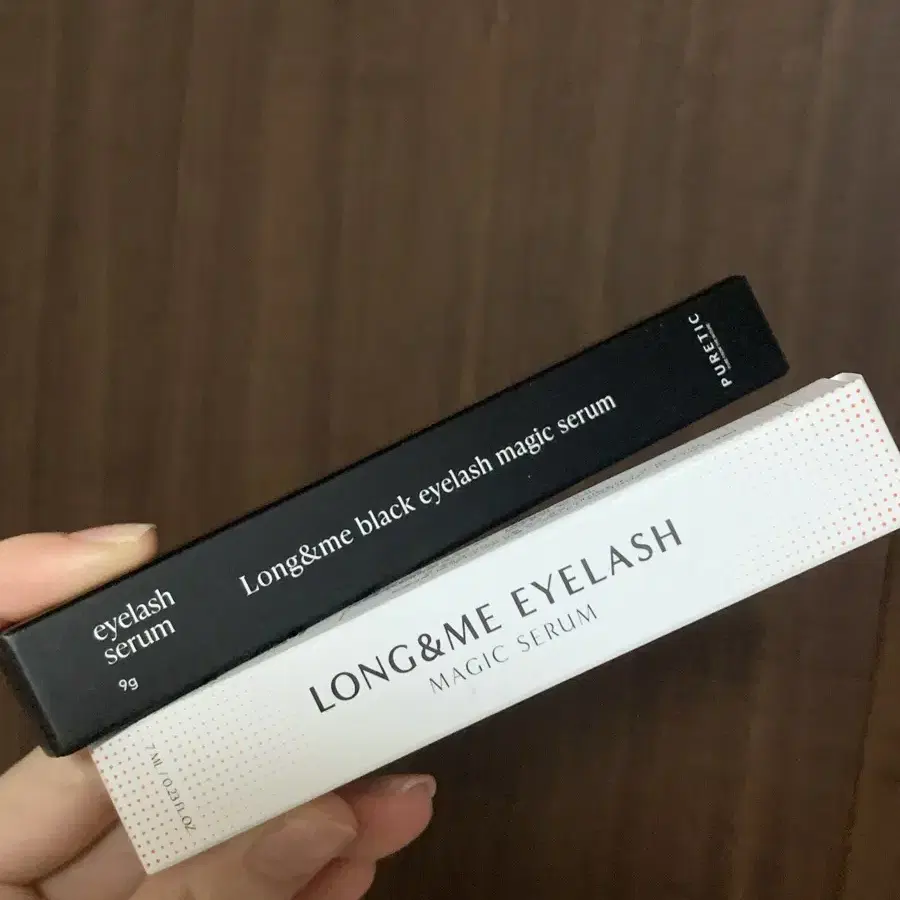 eyelash
serum
9g
Long&me black eyelash magic serum
PURETIC
LONG&ME EYELASH
MAGIC SERUM
7 ML / 0.23 FL.OZ